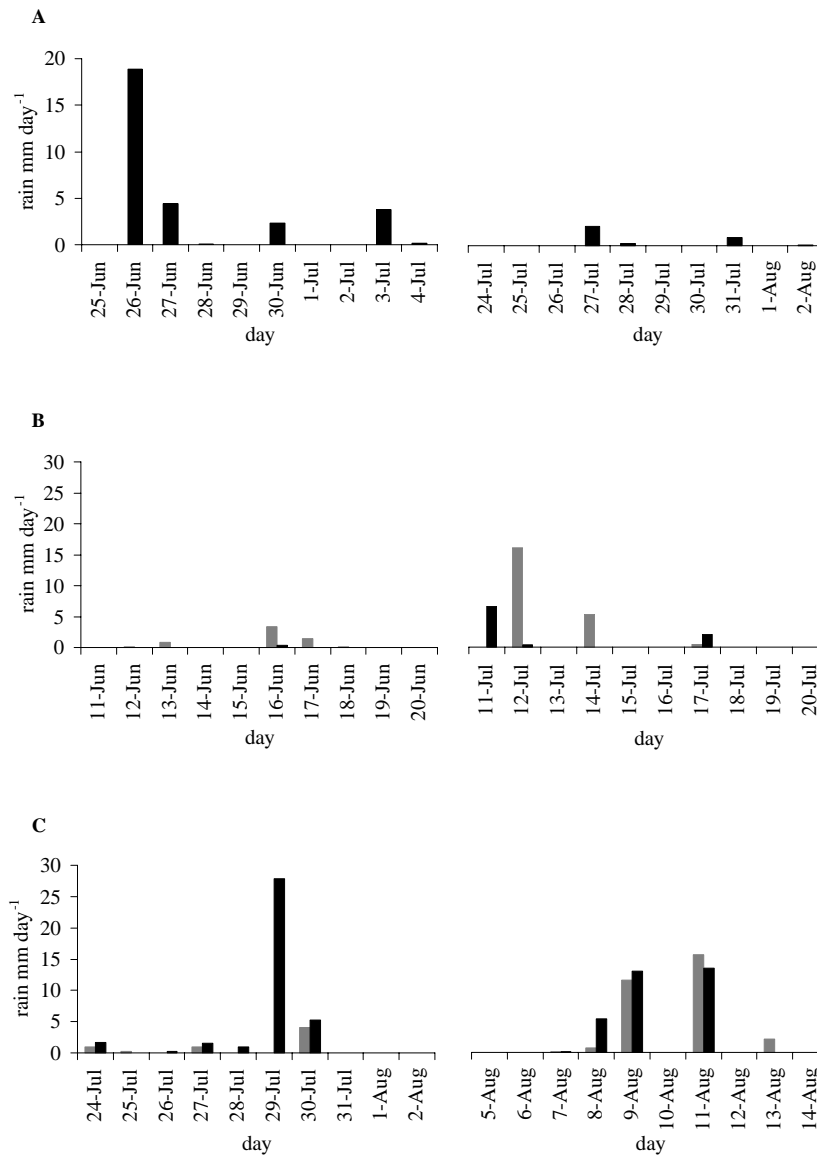 A
20
15
10
5
0
rain mm day⁻¹
25-Jun
26-Jun
27-Jun
28-Jun
29-Jun
30-Jun
1-Jul
2-Jul
3-Jul
4-Jul
day
24-Jul
25-Jul
26-Jul
27-Jul
28-Jul
29-Jul
30-Jul
31-Jul
1-Aug
2-Aug
day
B
30
25
20
15
10
5
0
rain mm day⁻¹
11-Jun
12-Jun
13-Jun
14-Jun
15-Jun
16-Jun
17-Jun
18-Jun
19-Jun
20-Jun
day
11-Jul
12-Jul
13-Jul
14-Jul
15-Jul
16-Jul
17-Jul
18-Jul
19-Jul
20-Jul
day
C
30
25
20
15
10
5
0
rain mm day⁻¹
24-Jul
25-Jul
26-Jul
27-Jul
28-Jul
29-Jul
30-Jul
31-Jul
1-Aug
2-Aug
day
5-Aug
6-Aug
7-Aug
8-Aug
9-Aug
10-Aug
11-Aug
12-Aug
13-Aug
14-Aug
day